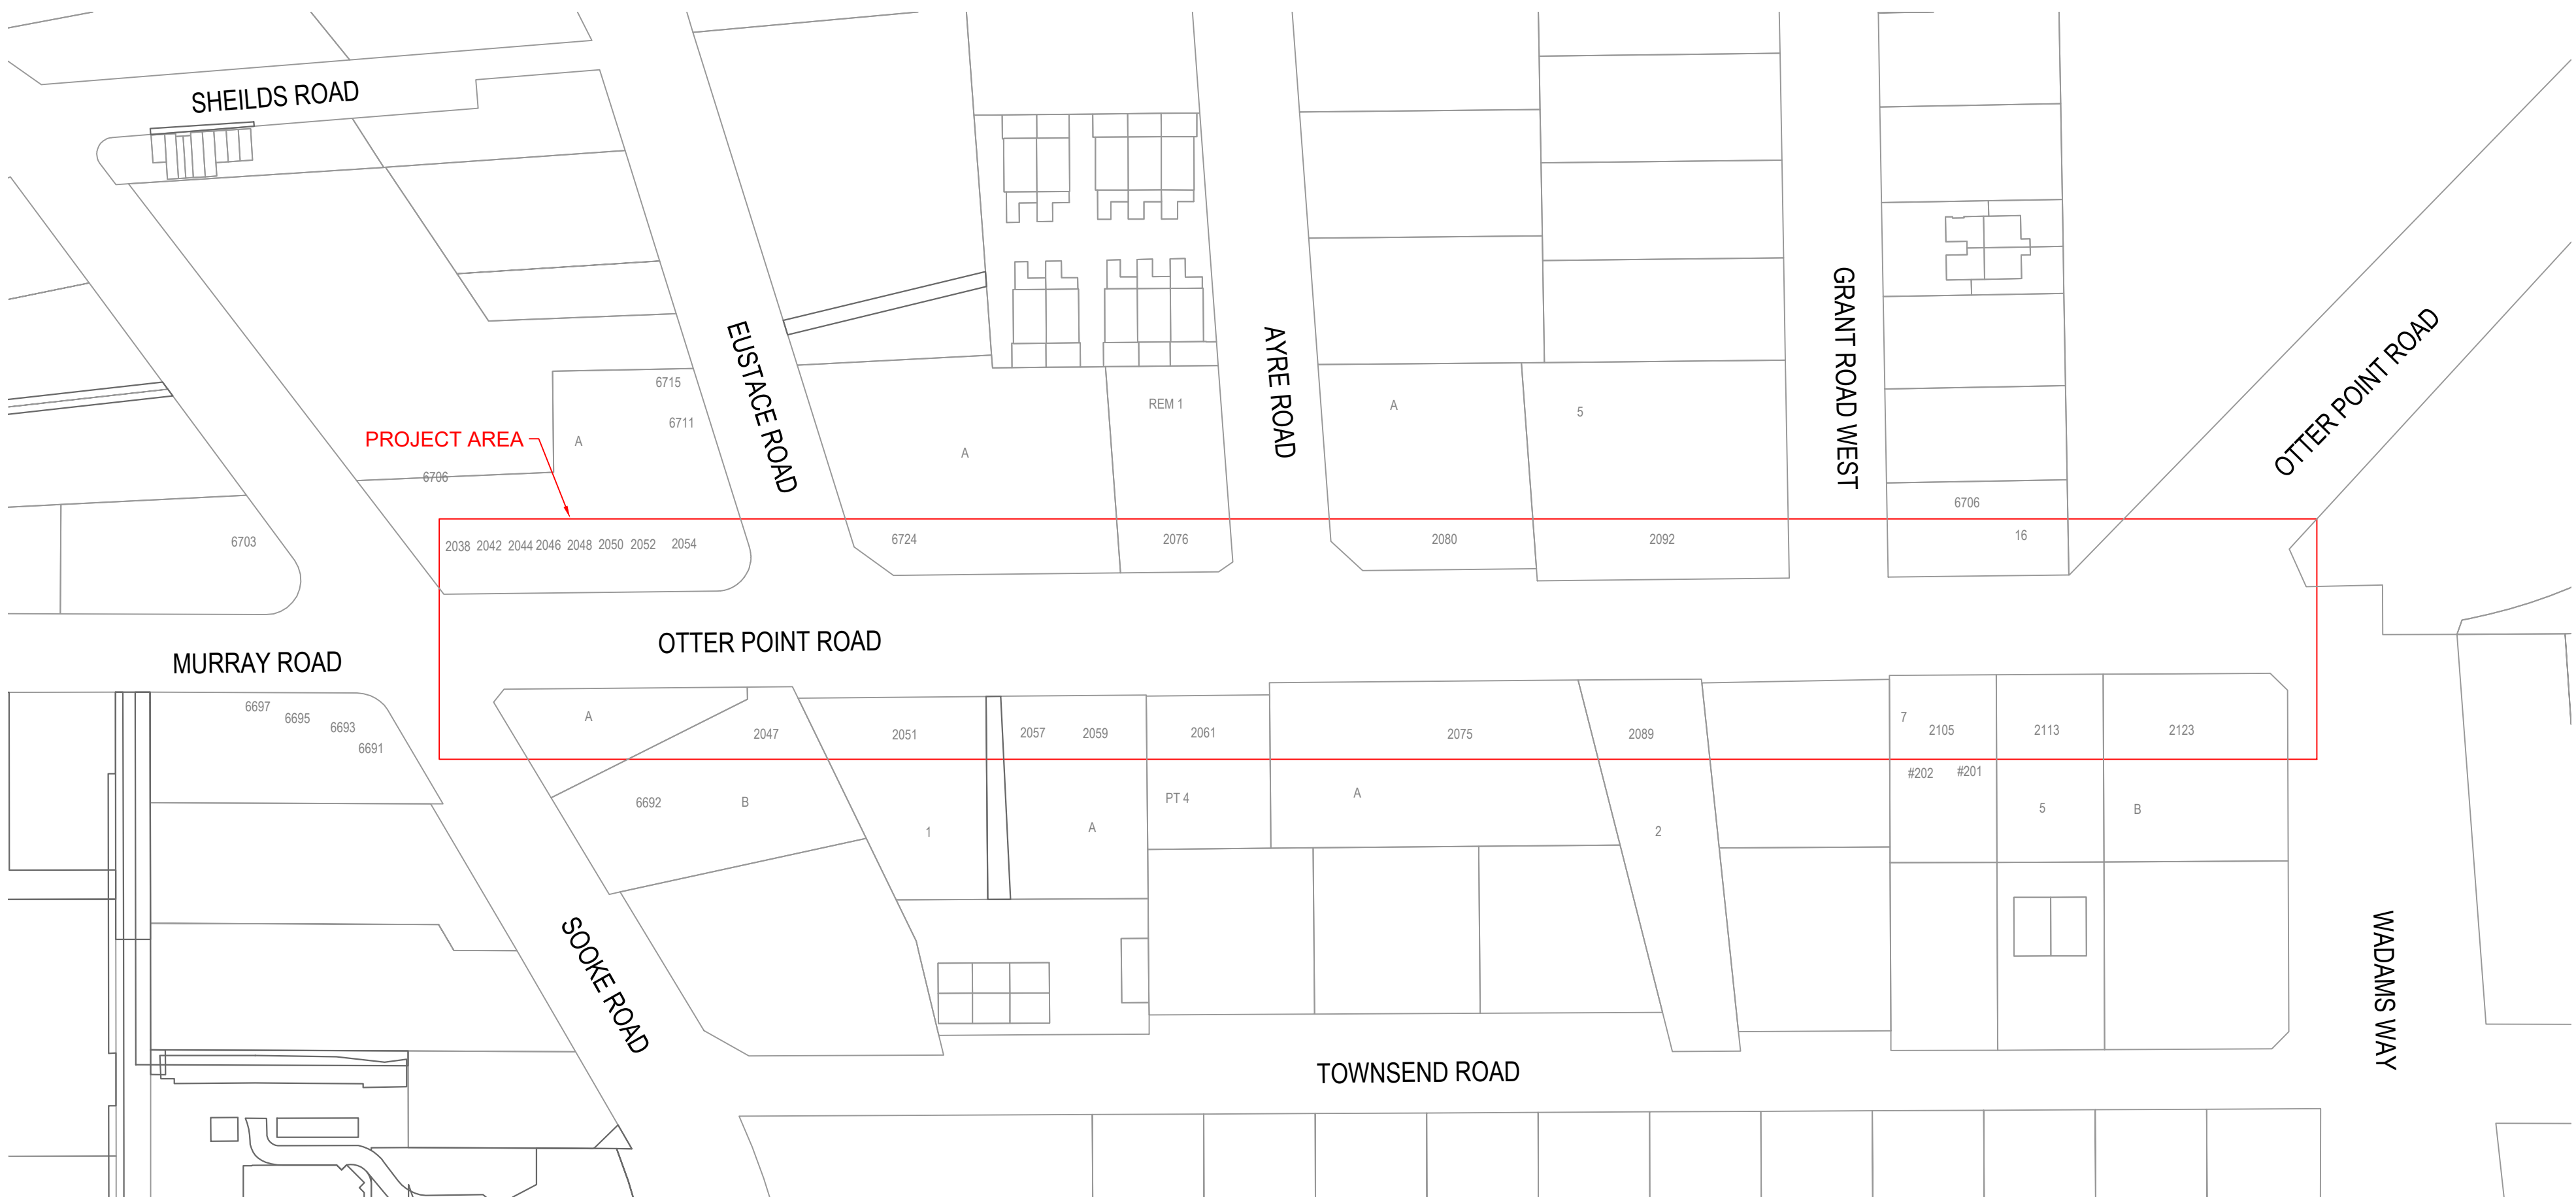 SHEILDS ROAD
EUSTACE ROAD
AYRE ROAD
GRANT ROAD WEST
OTTER POINT ROAD
6715
6711
A
PROJECT AREA
6706
REM 1
A
A
5
6706
16
6703
2038 2042 2044 2046 2048 2050 2052 2054
6724
2076
2080
2092
OTTER POINT ROAD
MURRAY ROAD
6697
6695
6693
6691
A
2047
2051
2057
2059
2061
2075
2089
7
2105
2113
2123
#202
#201
6692
B
1
A
PT 4
A
2
5
B
SOOKE ROAD
WADAMS WAY
TOWNSEND ROAD